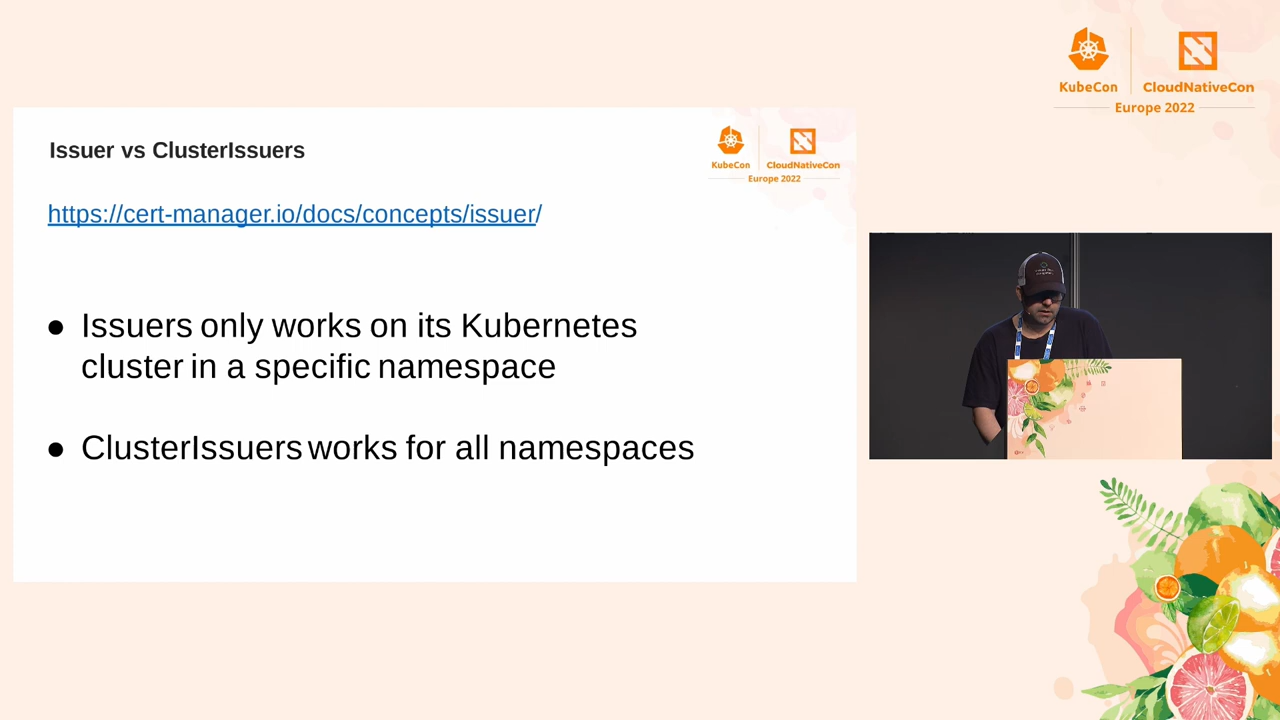 KubeCon
CloudNativeCon
Europe 2022
Issuer vs ClusterIssuers
KubeCon
CloudNativeCon
Europe 2022
https://cert-manager.io/docs/concepts/issuer/
● Issuers only works on its Kubernetes
cluster in a specific namespace
● ClusterIssuers works for all namespaces